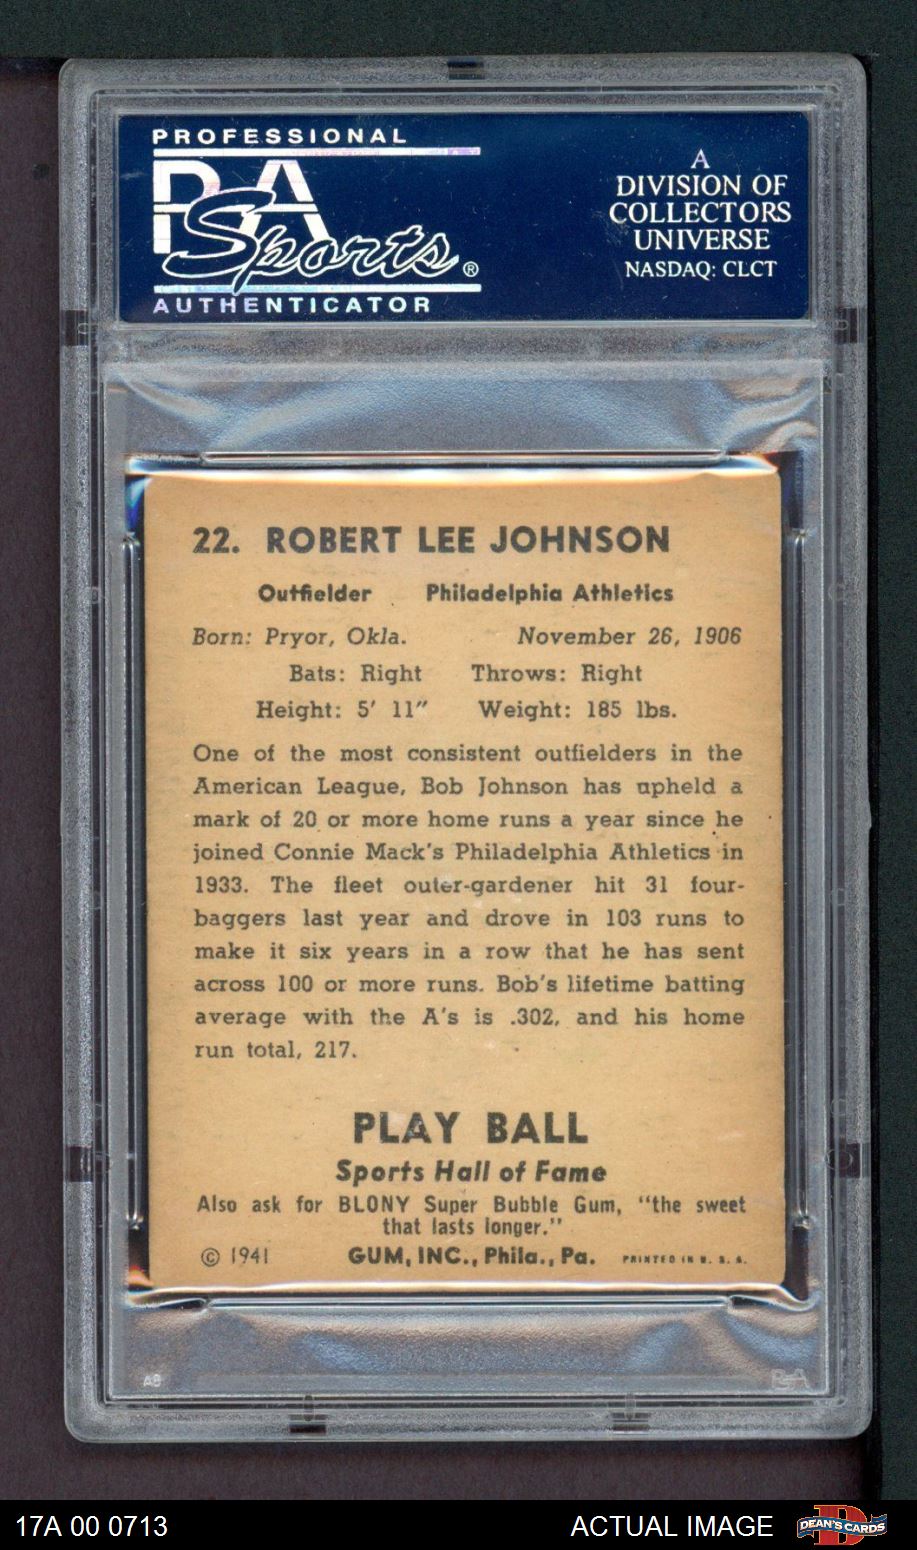 PROFESSIONAL
PSA
Sports®
AUTHENTICATOR
A
DIVISION OF
COLLECTORS
UNIVERSE
NASDAQ: CLCT
22. ROBERT LEE JOHNSON
Outfielder Philadelphia Athletics
Born: Pryor, Okla. November 26, 1906
Bats: Right Throws: Right
Height: 5' 11" Weight: 185 lbs.
One of the most consistent outfielders in the
American League, Bob Johnson has upheld a
mark of 20 or more home runs a year since he
joined Connie Mack's Philadelphia Athletics in
1933. The fleet outer-gardener hit 31 four-
baggers last year and drove in 103 runs to
make it six years in a row that he has sent
across 100 or more runs. Bob's lifetime batting
average with the A's is .302, and his home
run total, 217.
PLAY BALL
Sports Hall of Fame
Also ask for BLONY Super Bubble Gum, "the sweet
that lasts longer."
© 1941 GUM, INC., Phila., Pa. PRINTED IN U. S. A.
A8 PSA
17A 00 0713 ACTUAL IMAGE DEAN'S CARDS